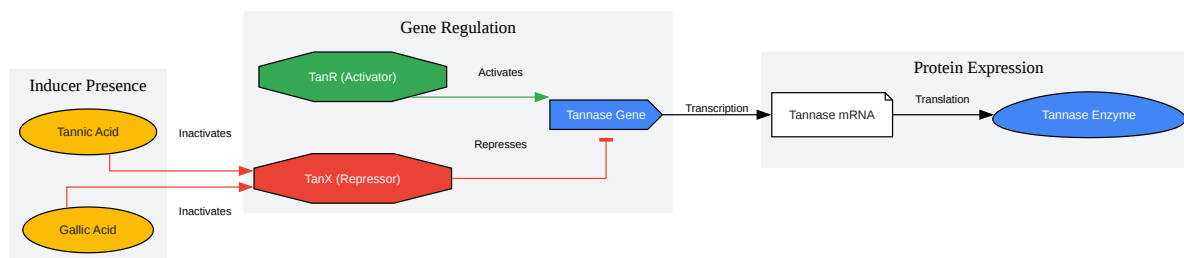 Inducer Presence
Tannic Acid
Gallic Acid
Inactivates
Inactivates
Gene Regulation
TanR (Activator)
TanX (Repressor)
Activates
Represses
Tannase Gene
Transcription
Protein Expression
Tannase mRNA
Translation
Tannase Enzyme